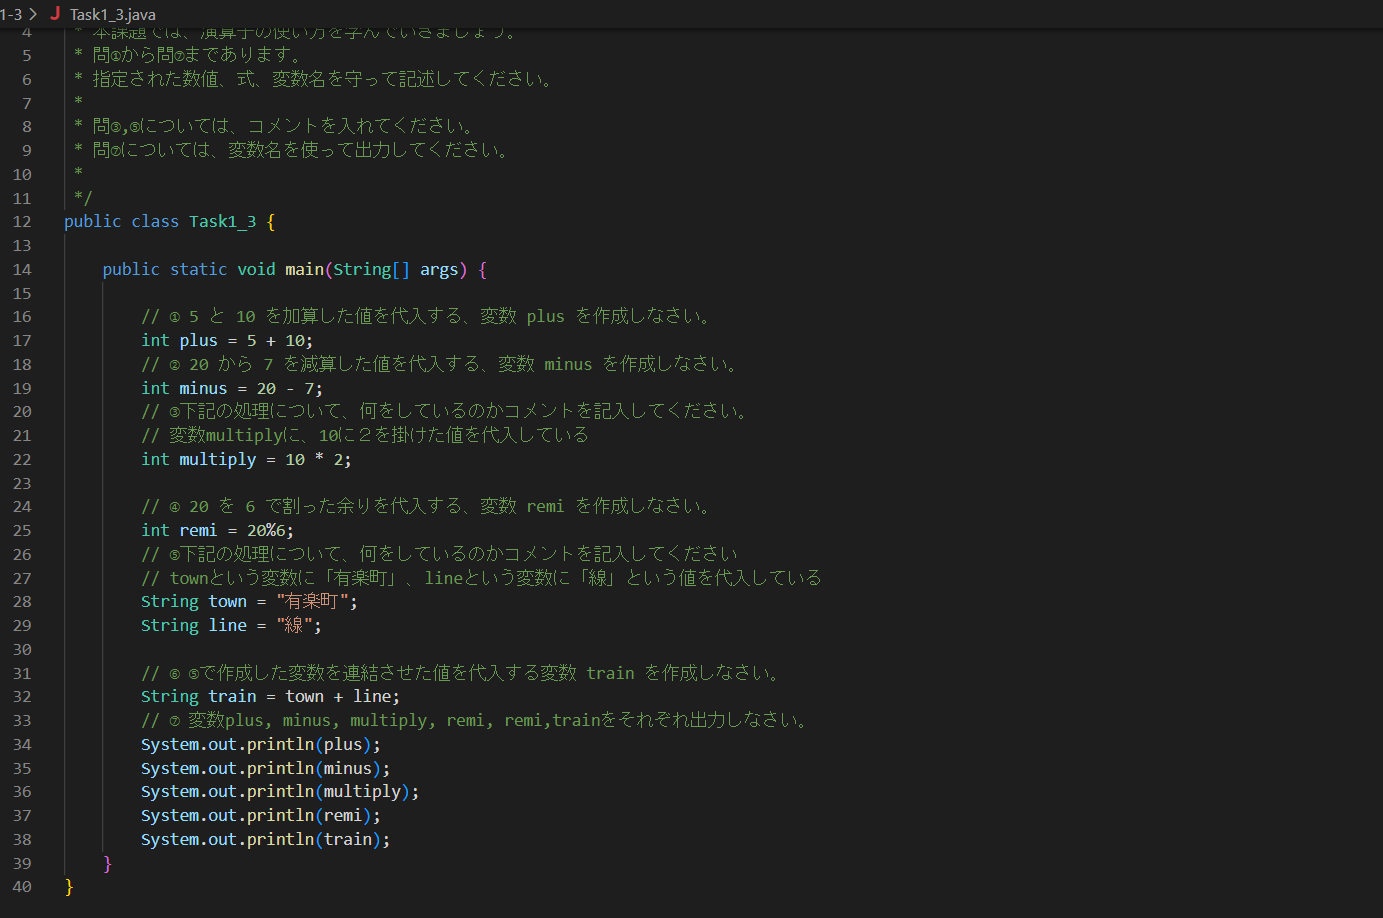 1-3 > J Task1_3.java
4 * 本課題では、演算子の使い方を学んでいきましょう。
5 * 問①から問⑦まであります。
6 * 指定された数値、式、変数名を守って記述してください。
7 *
8 * 問③,⑤については、コメントを入れてください。
9 * 問⑦については、変数名を使って出力してください。
10 *
11 */
12 public class Task1_3 {
13
14 public static void main(String[] args) {
15
16 // ① 5 と 10 を加算した値を代入する、変数 plus を作成しなさい。
17 int plus = 5 + 10;
18 // ② 20 から 7 を減算した値を代入する、変数 minus を作成しなさい。
19 int minus = 20 - 7;
20 // ③下記の処理について、何をしているのかコメントを記入してください。
21 // 変数multiplyに、10に２を掛けた値を代入している
22 int multiply = 10 * 2;
23
24 // ④ 20 を 6 で割った余りを代入する、変数 remi を作成しなさい。
25 int remi = 20%6;
26 // ⑤下記の処理について、何をしているのかコメントを記入してください
27 // townという変数に「有楽町」、lineという変数に「線」という値を代入している
28 String town = "有楽町";
29 String line = "線";
30
31 // ⑥ ⑤で作成した変数を連結させた値を代入する変数 train を作成しなさい。
32 String train = town + line;
33 // ⑦ 変数plus, minus, multiply, remi, remi,trainをそれぞれ出力しなさい。
34 System.out.println(plus);
35 System.out.println(minus);
36 System.out.println(multiply);
37 System.out.println(remi);
38 System.out.println(train);
39 }
40 }